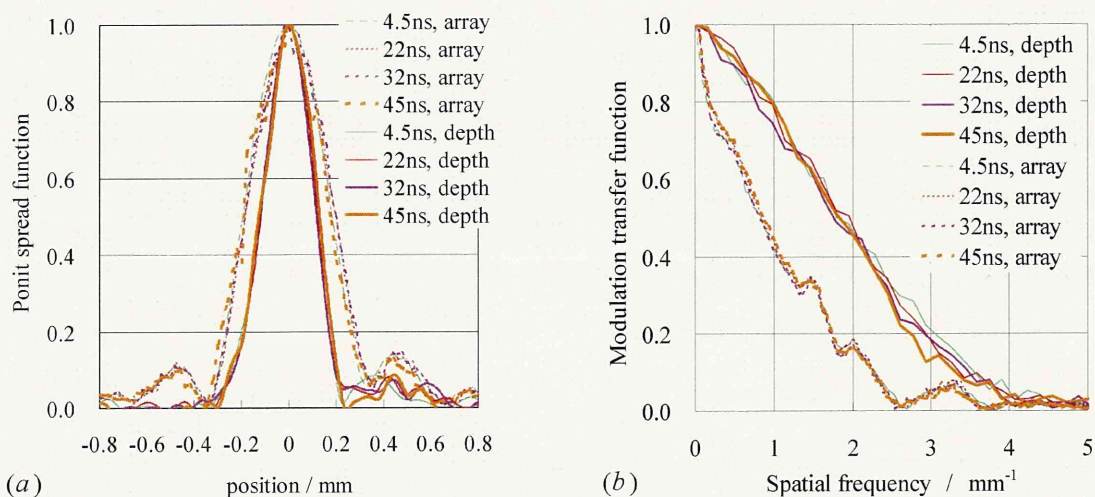 Ponit spread function
1.0
0.8
0.6
0.4
0.2
0.0
4.5ns, array
22ns, array
32ns, array
45ns, array
4.5ns, depth
22ns, depth
32ns, depth
45ns, depth
-0.8 -0.6 -0.4 -0.2 0 0.2 0.4 0.6 0.8
(a)
position / mm
Modulation transfer function
1.0
0.8
0.6
0.4
0.2
0.0
4.5ns, depth
22ns, depth
32ns, depth
45ns, depth
4.5ns, array
22ns, array
32ns, array
45ns, array
0 1 2 3 4 5
(b)
Spatial frequency / mm⁻¹